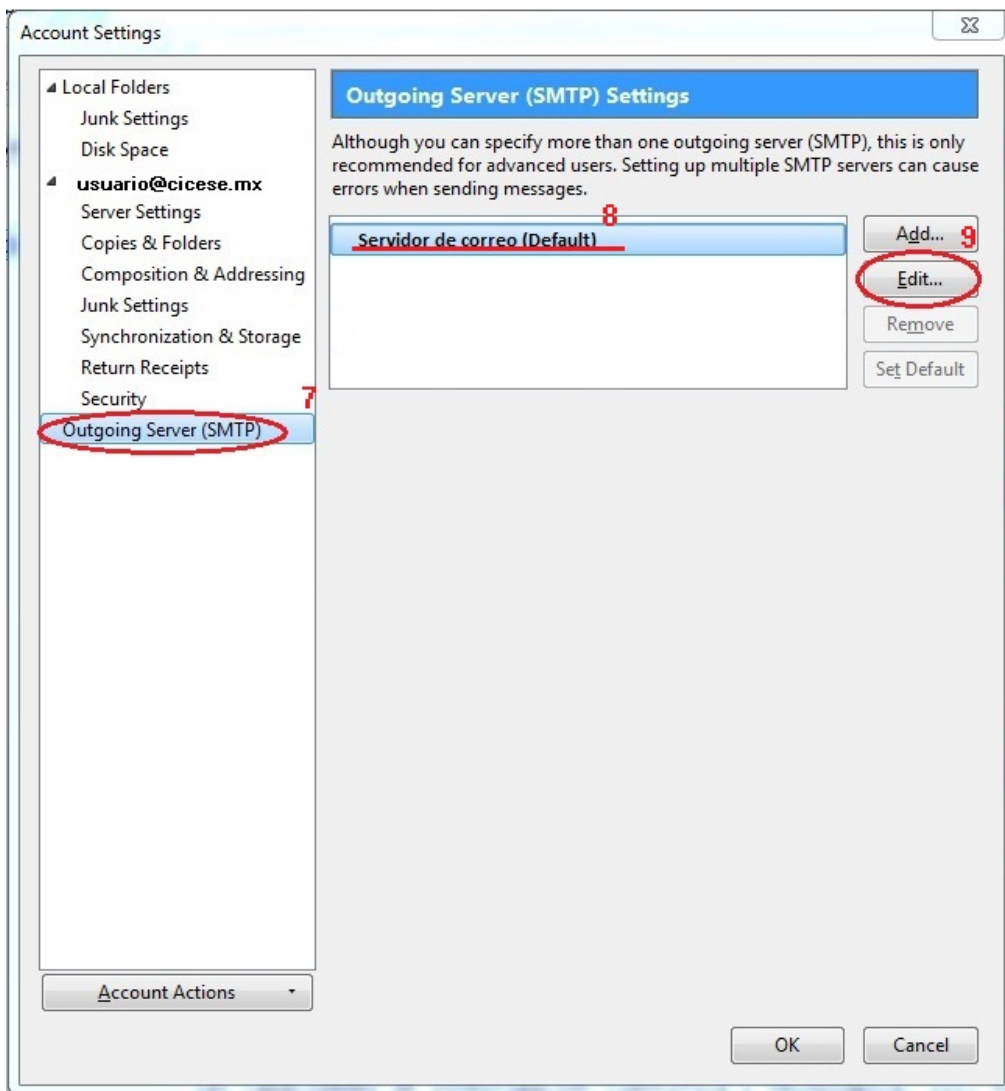 Account Settings
Local Folders
Junk Settings
Disk Space
usuario@cicese.mx
Server Settings
Copies & Folders
Composition & Addressing
Junk Settings
Synchronization & Storage
Return Receipts
Security
7
Outgoing Server (SMTP)
Account Actions
Outgoing Server (SMTP) Settings
Although you can specify more than one outgoing server (SMTP), this is only
recommended for advanced users. Setting up multiple SMTP servers can cause
errors when sending messages.
8
Servidor de correo (Default)
Add...
9
Edit...
Remove
Set Default
OK
Cancel